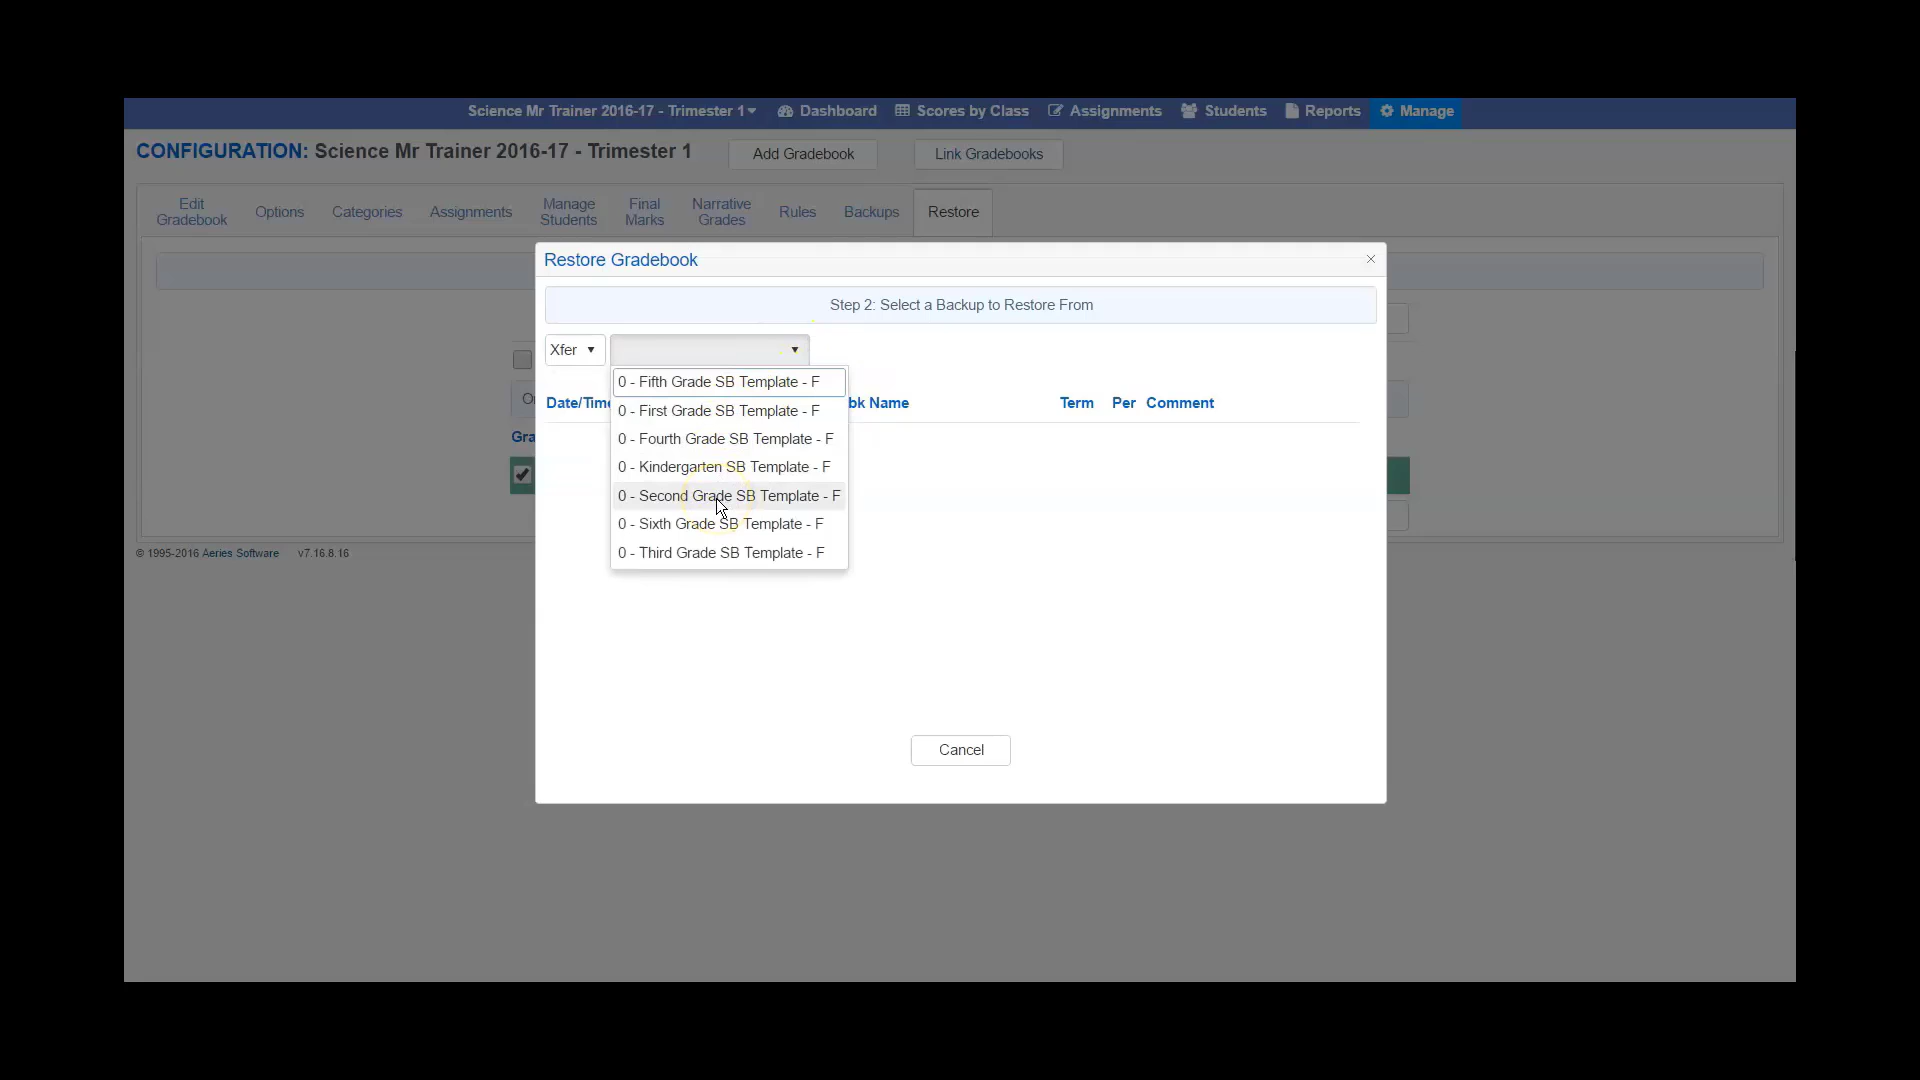 Science Mr Trainer 2016-17 - Trimester 1 Dashboard Scores by Class Assignments Students Reports Manage
CONFIGURATION: Science Mr Trainer 2016-17 - Trimester 1 Add Gradebook Link Gradebooks
Edit Gradebook Options Categories Assignments Manage Students Final Marks Narrative Grades Rules Backups Restore
Restore Gradebook ×
Step 2: Select a Backup to Restore From
Xfer
0 - Fifth Grade SB Template - F
Date/Time bk Name Term Per Comment
0 - First Grade SB Template - F
0 - Fourth Grade SB Template - F
0 - Kindergarten SB Template - F
0 - Second Grade SB Template - F
0 - Sixth Grade SB Template - F
0 - Third Grade SB Template - F
© 1995-2016 Aeries Software v7.16.8.16
Cancel